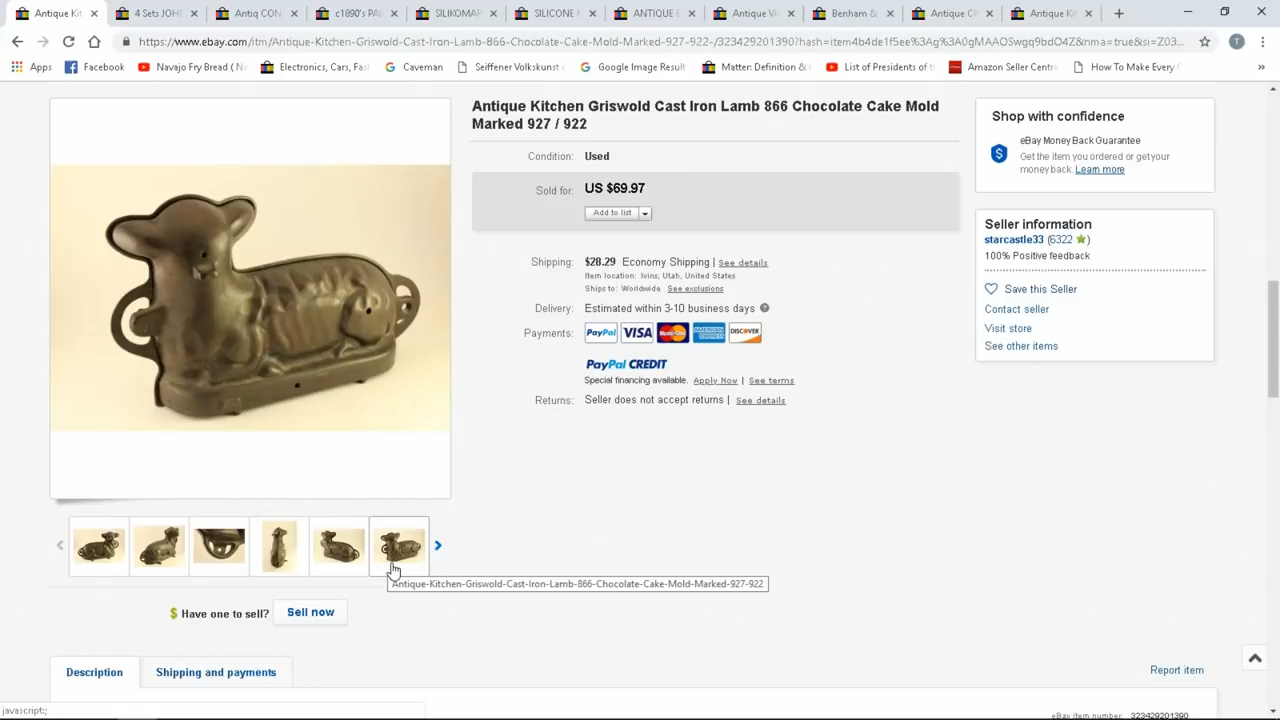 Antique Ki
4 Sets JOH
Antiq CON
c1890's PAI
SILIKOMAR
SILICONE M
ANTIQUE E
Antique Vi
Benham &
Antique Cl
Antique Ki
https://www.ebay.com/itm/Antique-Kitchen-Griswold-Cast-Iron-Lamb-866-Chocolate-Cake-Mold-Marked-927-922-/323429201390?hash=item4b4de1f5ee%3Ag%3A0gMAAOSwgq9bdO4Z&nma=true&si=Z03...
T
Apps
Facebook
Navajo Fry Bread ( N
Electronics, Cars, Fas
Caveman
Seiffener Volkskunst
Google Image Result
Matter: Definition &
List of Presidents of t
Amazon Seller Centr
How To Make Every
Antique Kitchen Griswold Cast Iron Lamb 866 Chocolate Cake Mold
Marked 927 / 922
Condition: Used
Sold for: US $69.97
Add to list
Shipping: $28.29 Economy Shipping | See details
Item location: Ivins, Utah, United States
Ships to: Worldwide See exclusions
Delivery: Estimated within 3-10 business days
Payments: PayPal VISA MasterCard AMERICAN EXPRESS DISCOVER
PayPal CREDIT
Special financing available. Apply Now | See terms
Returns: Seller does not accept returns | See details
Shop with confidence
eBay Money Back Guarantee
Get the item you ordered or get your
money back. Learn more
Seller information
starcastle33 (6322)
100% Positive feedback
Save this Seller
Contact seller
Visit store
See other items
Antique-Kitchen-Griswold-Cast-Iron-Lamb-866-Chocolate-Cake-Mold-Marked-927-922
$ Have one to sell? Sell now
Description
Shipping and payments
Report item
javascript:;
eBay item number: 323429201390